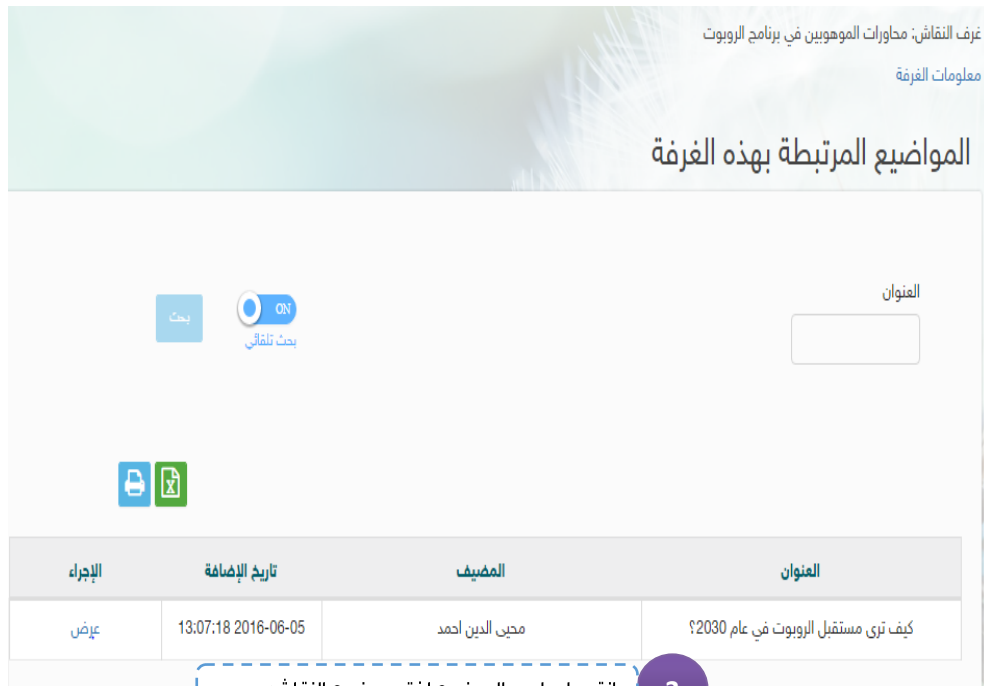 غرف النقاش: محاورات الموهوبين في برنامج الروبوت
معلومات الغرفة
المواضيع المرتبطة بهذه الغرفة
العنوان
ON
بحث تلقائي
بحث
العنوان المضيف تاريخ الإضافة الإجراء
كيف ترى مستقبل الروبوت في عام 2030؟ محيى الدين احمد 2016-06-05 13:07:18 عرض